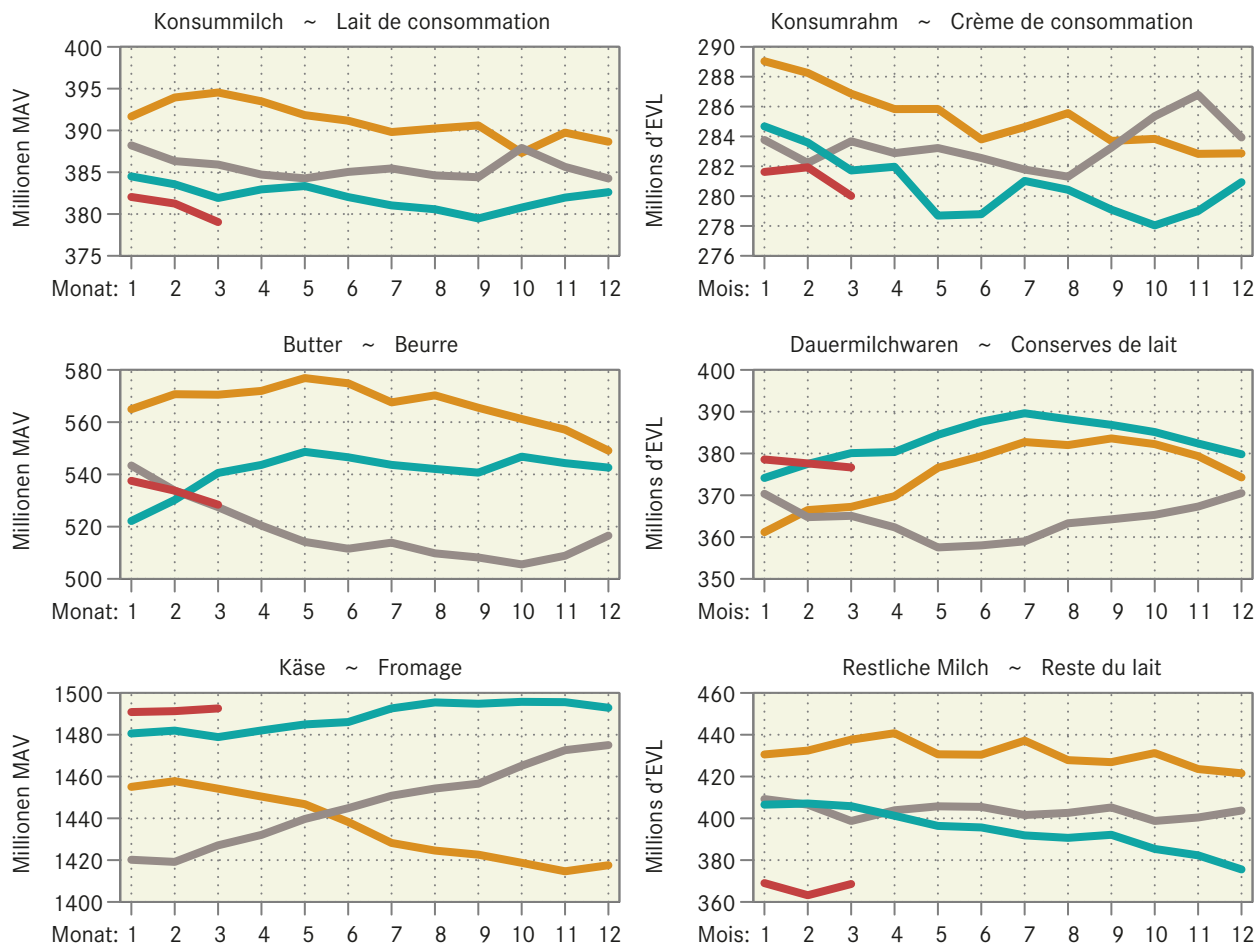 Konsummilch ~ Lait de consommation
Millionen MAV
400
395
390
385
380
375
Monat: 1 2 3 4 5 6 7 8 9 10 11 12
Konsumrahm ~ Crème de consommation
Millions d'EVL
290
288
286
284
282
280
278
276
Mois: 1 2 3 4 5 6 7 8 9 10 11 12
Butter ~ Beurre
Millionen MAV
580
560
540
520
500
Monat: 1 2 3 4 5 6 7 8 9 10 11 12
Dauermilchwaren ~ Conserves de lait
Millions d'EVL
400
390
380
370
360
350
Mois: 1 2 3 4 5 6 7 8 9 10 11 12
Käse ~ Fromage
Millionen MAV
1500
1480
1460
1440
1420
1400
Monat: 1 2 3 4 5 6 7 8 9 10 11 12
Restliche Milch ~ Reste du lait
Millions d'EVL
460
440
420
400
380
360
Mois: 1 2 3 4 5 6 7 8 9 10 11 12